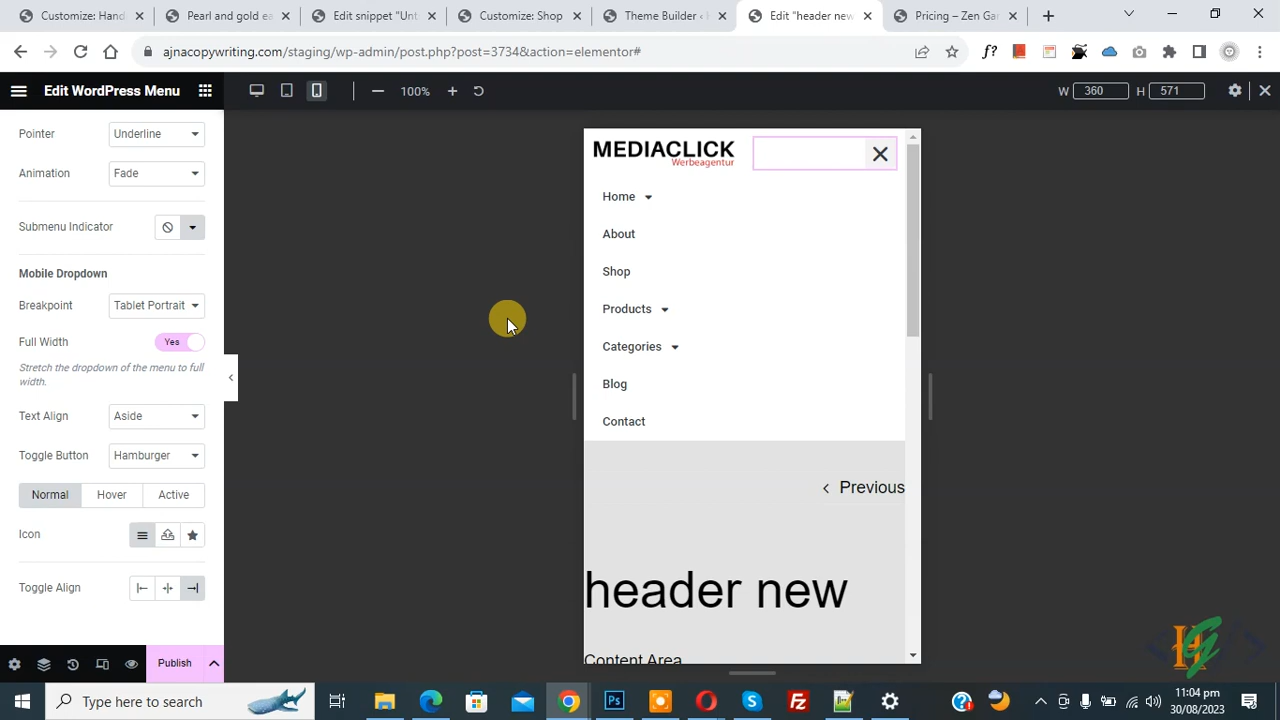 Customize: Hand
Pearl and gold ea
Edit snippet "Unt
Customize: Shop
Theme Builder ‹
Edit "header new
Pricing – Zen Gar
ajnacopywriting.com/staging/wp-admin/post.php?post=3734&action=elementor#
f?
Edit WordPress Menu
100%
W 360 H 571
Pointer
Underline
Animation
Fade
Submenu Indicator
Mobile Dropdown
Breakpoint
Tablet Portrait
Full Width
Yes
Stretch the dropdown of the menu to full
width.
Text Align
Aside
Toggle Button
Hamburger
Normal
Hover
Active
Icon
Toggle Align
Publish
MEDIACLICK
Werbeagentur
Home
About
Shop
Products
Categories
Blog
Contact
Previous
header new
Content Area
Type here to search
11:04 pm
30/08/2023